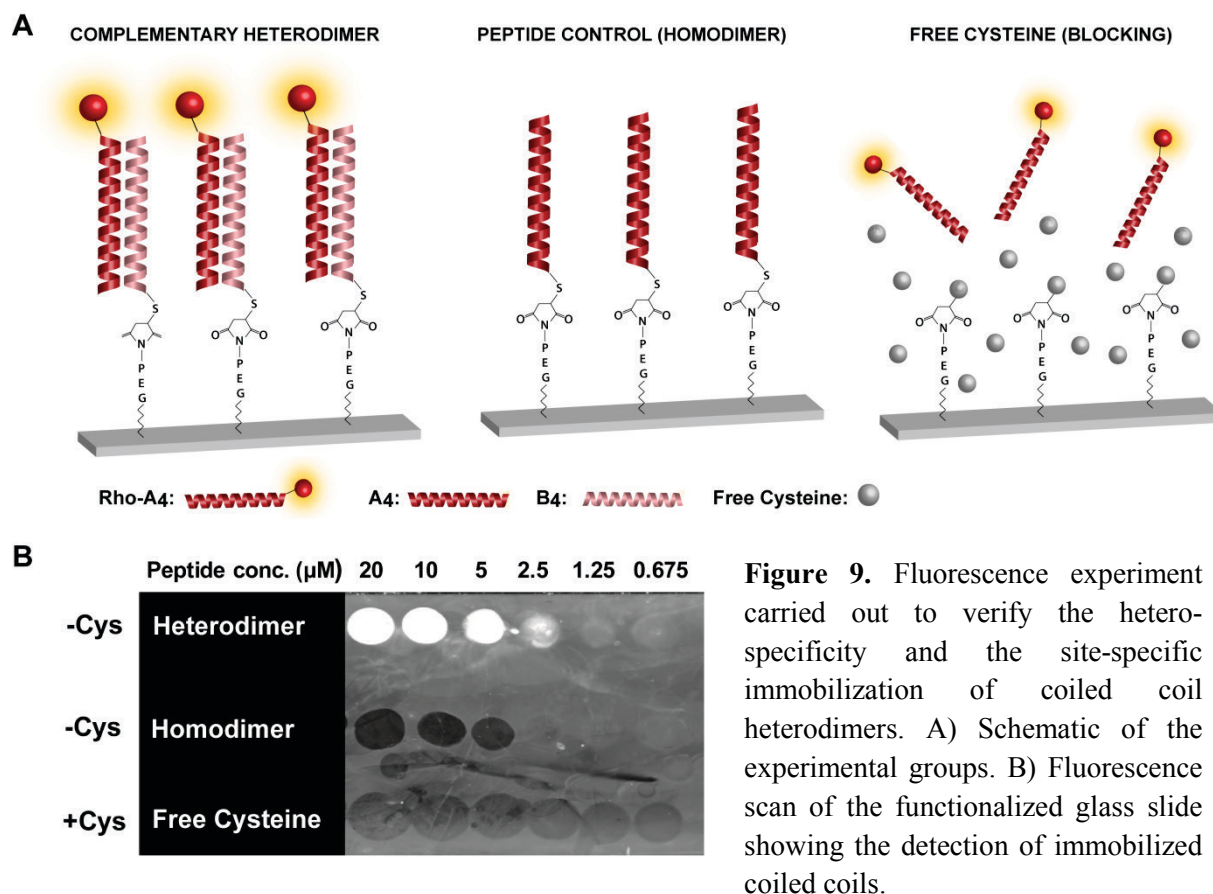 A
COMPLEMENTARY HETERODIMER
PEPTIDE CONTROL (HOMODIMER)
FREE CYSTEINE (BLOCKING)
S
S
S
S
S
S
O O
O O
O O
O O
O O
O O
O O
O O
N
N
N
N
N
N
N
N
N
P
E
G
P
E
G
P
E
G
P
E
G
P
E
G
P
E
G
P
E
G
P
E
G
P
E
G
Rho-A4:
A4:
B4:
Free Cysteine:
B
Peptide conc. (µM) 20 10 5 2.5 1.25 0.675
-Cys Heterodimer
-Cys Homodimer
+Cys Free Cysteine
Figure 9. Fluorescence experiment
carried out to verify the hetero-
specificity and the site-specific
immobilization of coiled coil
heterodimers. A) Schematic of the
experimental groups. B) Fluorescence
scan of the functionalized glass slide
showing the detection of immobilized
coiled coils.